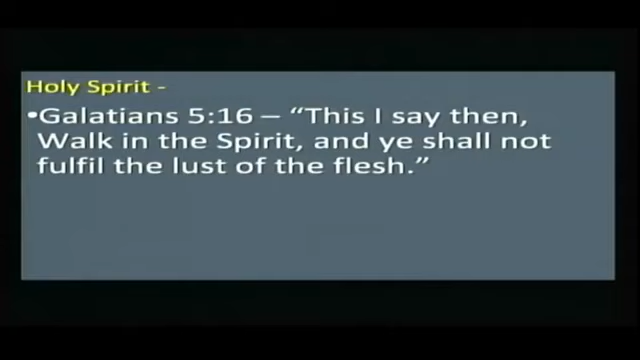 Holy Spirit -
•Galatians 5:16 – “This I say then,
Walk in the Spirit, and ye shall not
fulfil the lust of the flesh.”